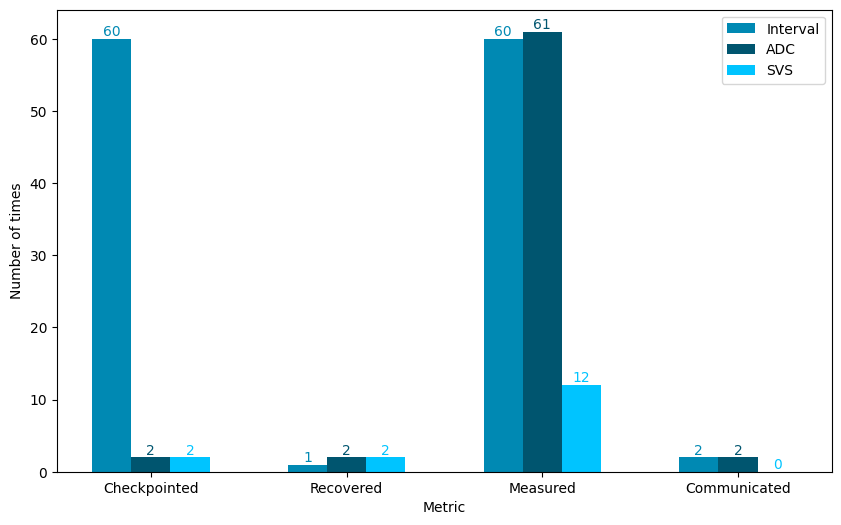 Interval
ADC
SVS
Number of times
60
50
40
30
20
10
0
60
2
2
1
2
2
60
61
12
2
2
0
Checkpointed
Recovered
Measured
Communicated
Metric